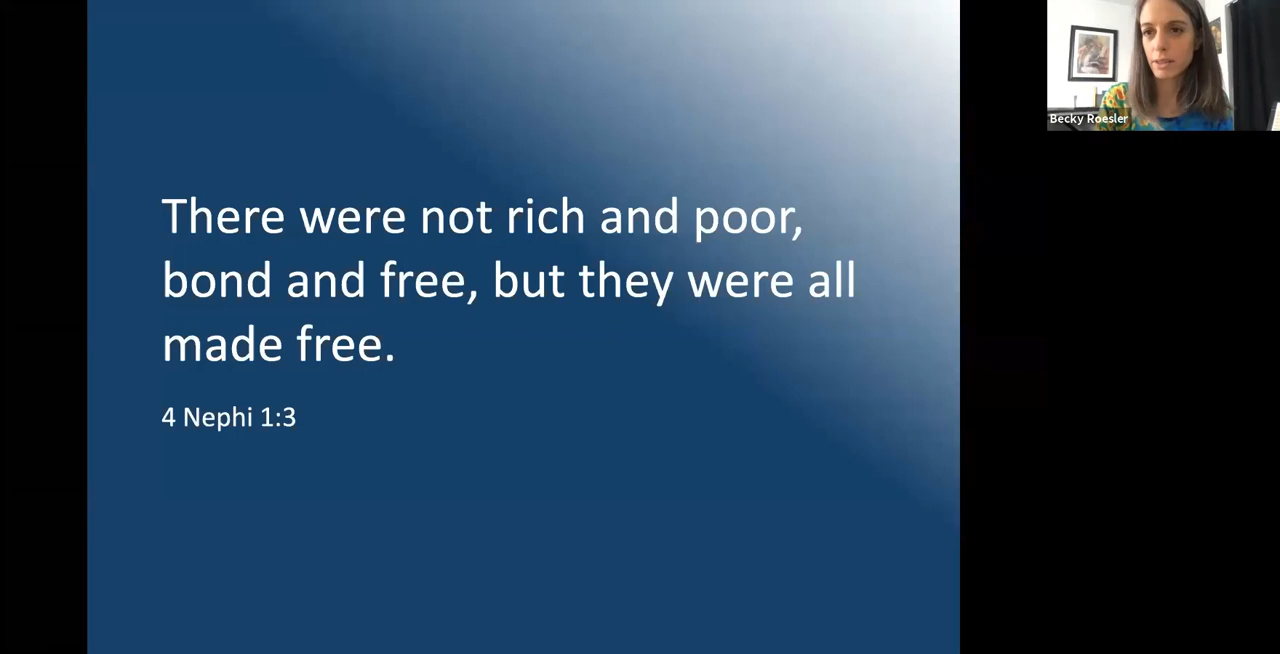 There were not rich and poor,
bond and free, but they were all
made free.
4 Nephi 1:3
Becky Roesler